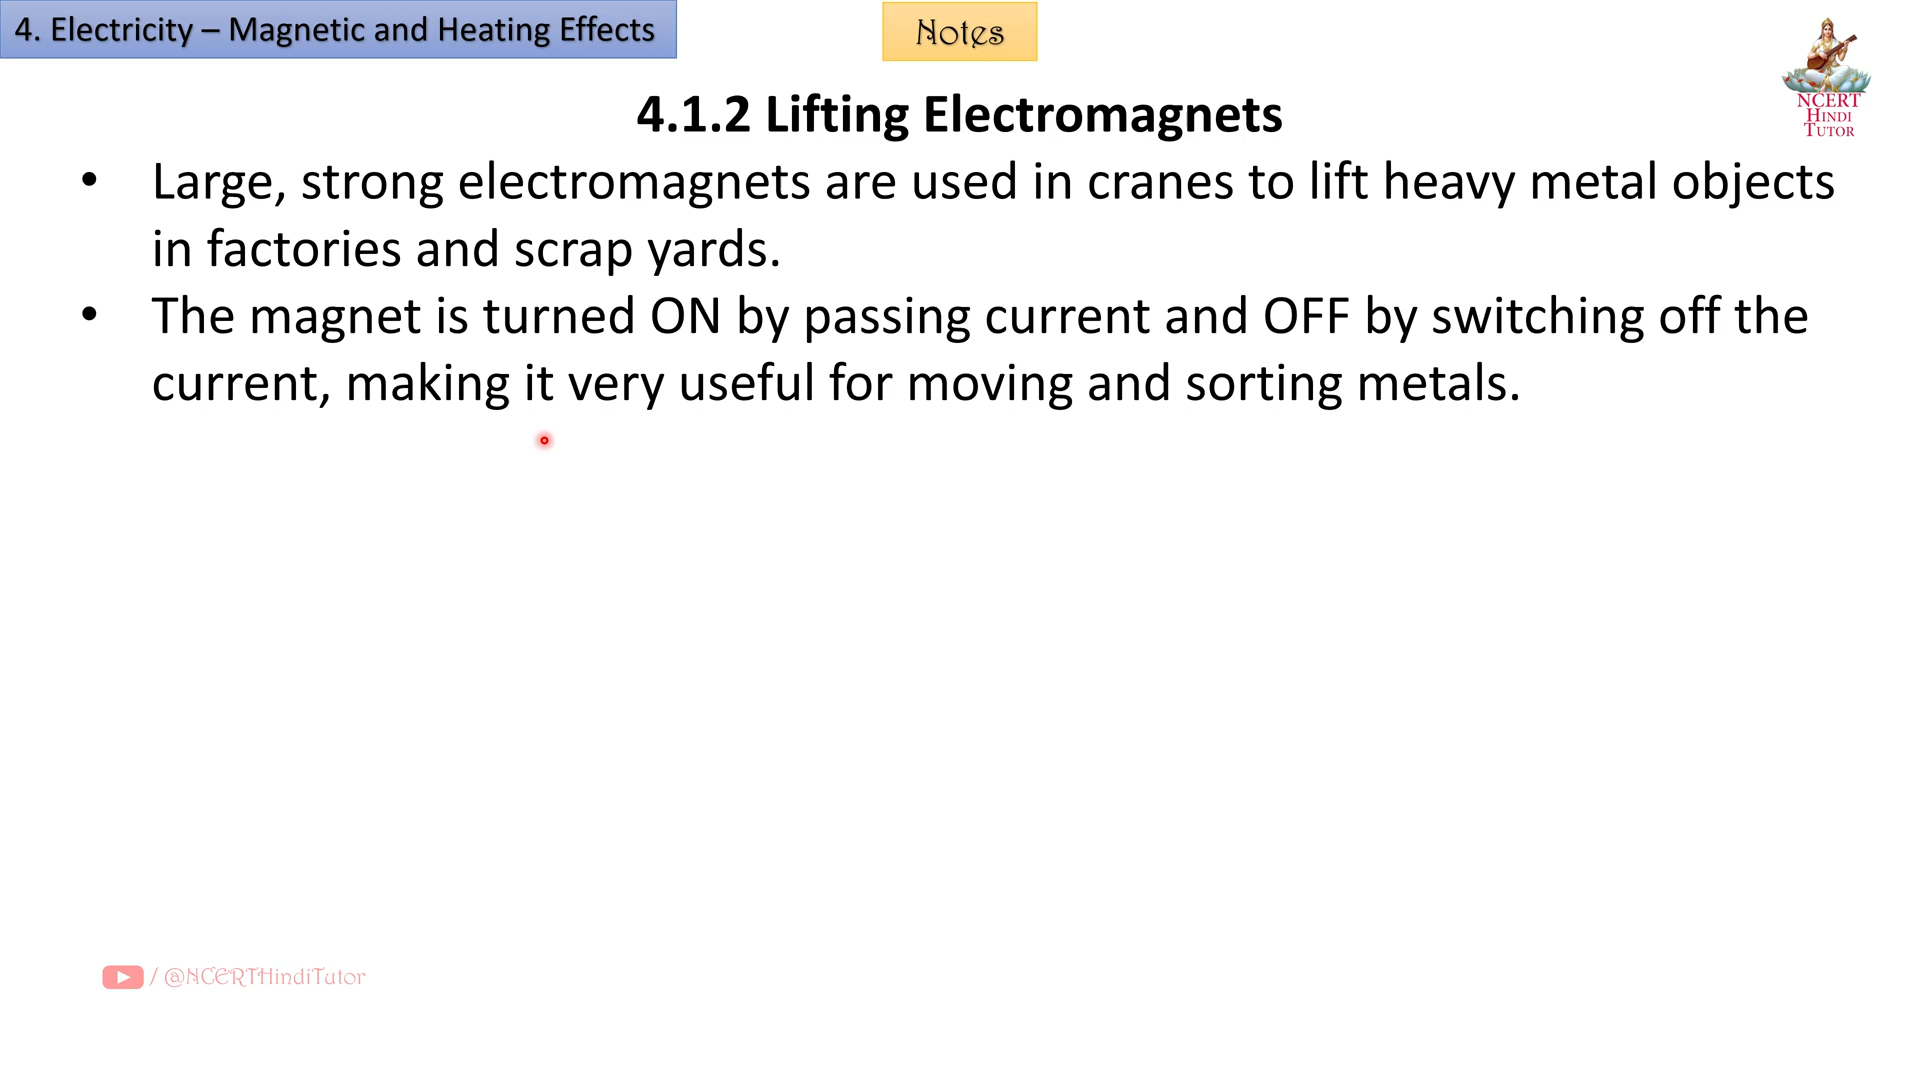 4. Electricity – Magnetic and Heating Effects
Notes
NCERT
HINDI
TUTOR
4.1.2 Lifting Electromagnets
• Large, strong electromagnets are used in cranes to lift heavy metal objects
in factories and scrap yards.
• The magnet is turned ON by passing current and OFF by switching off the
current, making it very useful for moving and sorting metals.
/ @NCERTHindiTutor